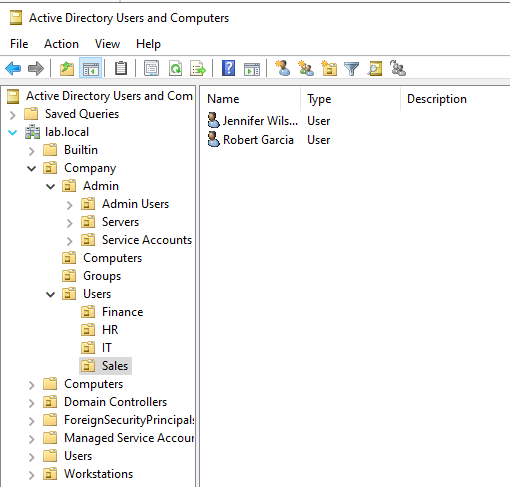 Active Directory Users and Computers
File Action View Help
Active Directory Users and Com
Saved Queries
lab.local
Builtin
Company
Admin
Admin Users
Servers
Service Accounts
Computers
Groups
Users
Finance
HR
IT
Sales
Computers
Domain Controllers
ForeignSecurityPrincipals
Managed Service Accour
Users
Workstations
Name Type Description
Jennifer Wils... User
Robert Garcia User